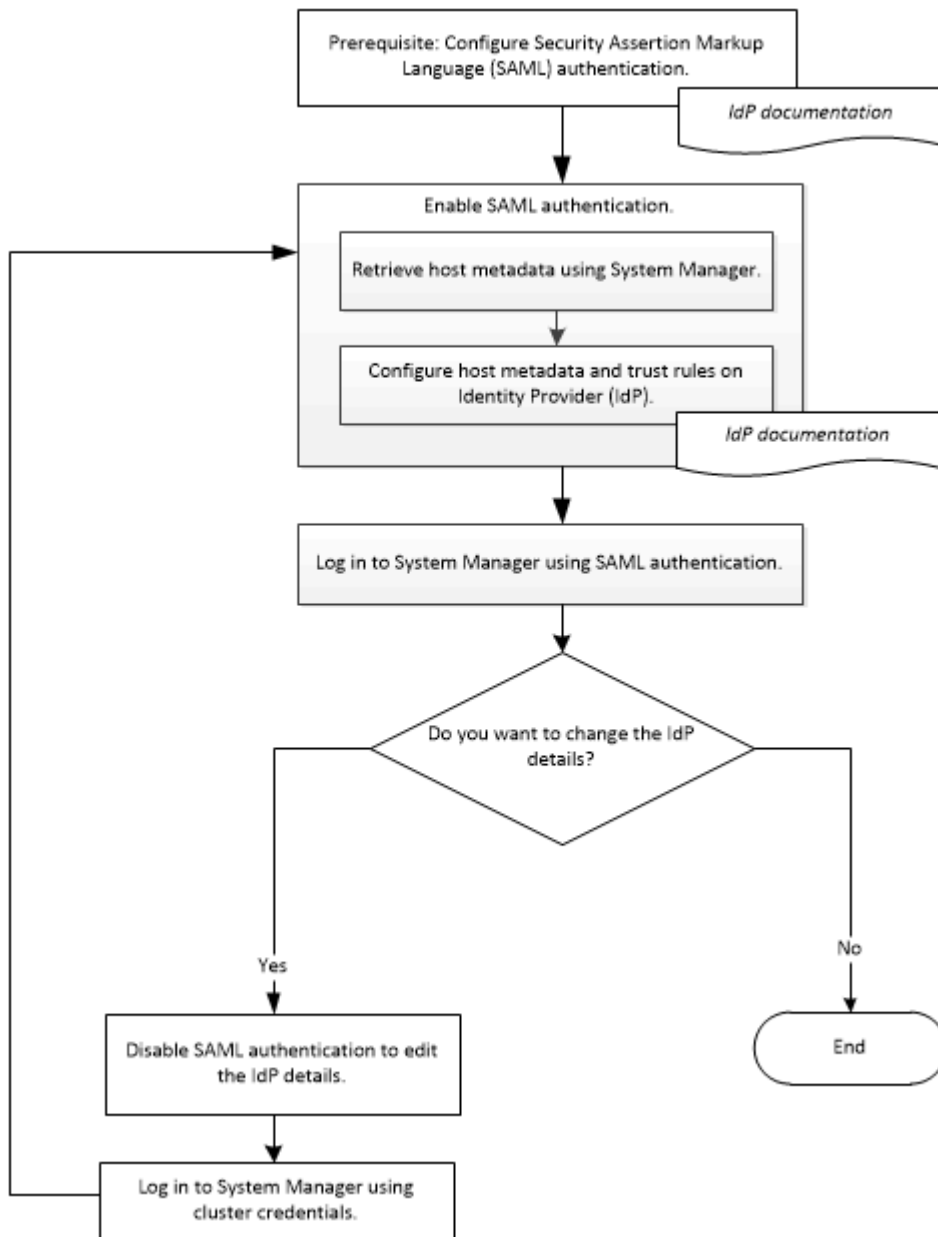 Prerequisite: Configure Security Assertion Markup
Language (SAML) authentication.
IdP documentation
Enable SAML authentication.
Retrieve host metadata using System Manager.
Configure host metadata and trust rules on
Identity Provider (IdP).
IdP documentation
Log in to System Manager using SAML authentication.
Do you want to change the IdP
details?
Yes
No
Disable SAML authentication to edit
the IdP details.
End
Log in to System Manager using
cluster credentials.